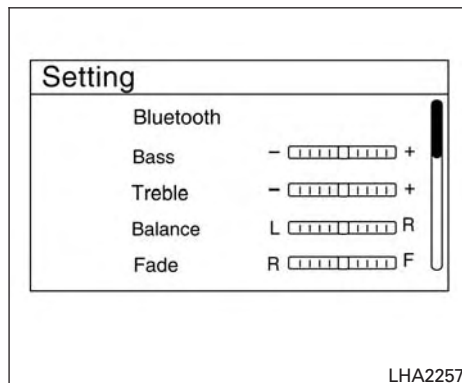 Setting
Bluetooth
Bass - +
Treble - +
Balance L R
Fade R F
LHA2257